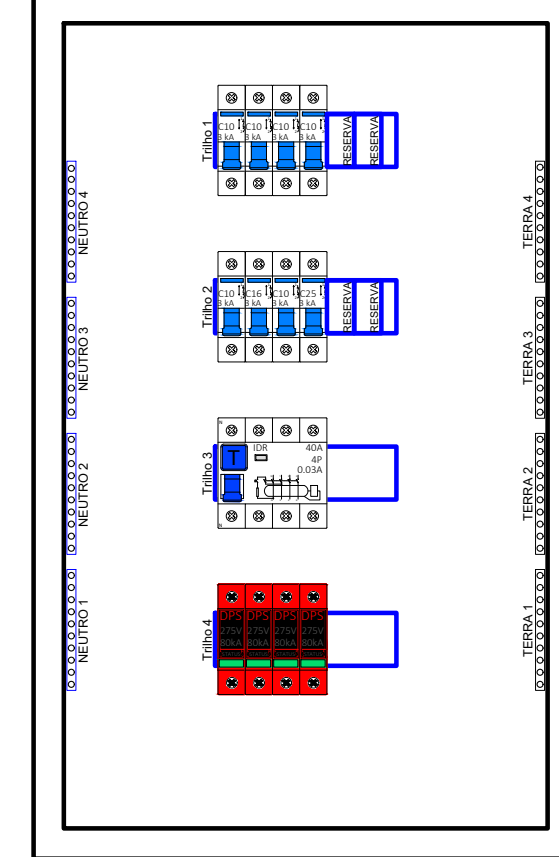 Trilho 1
C10 C10 C10 C10
3 kA 3 kA 3 kA 3 kA
RESERVA
RESERVA
NEUTRO 4
TERRA 4
Trilho 2
C10 C16 C10 C25
3 kA 3 kA 3 kA 3 kA
RESERVA
RESERVA
NEUTRO 3
TERRA 3
Trilho 3
N
T
IDR
40A
4P
0.03A
N
NEUTRO 2
TERRA 2
Trilho 4
DPS DPS DPS DPS
275V 275V 275V 275V
80kA 80kA 80kA 80kA
STATUS STATUS STATUS STATUS
NEUTRO 1
TERRA 1